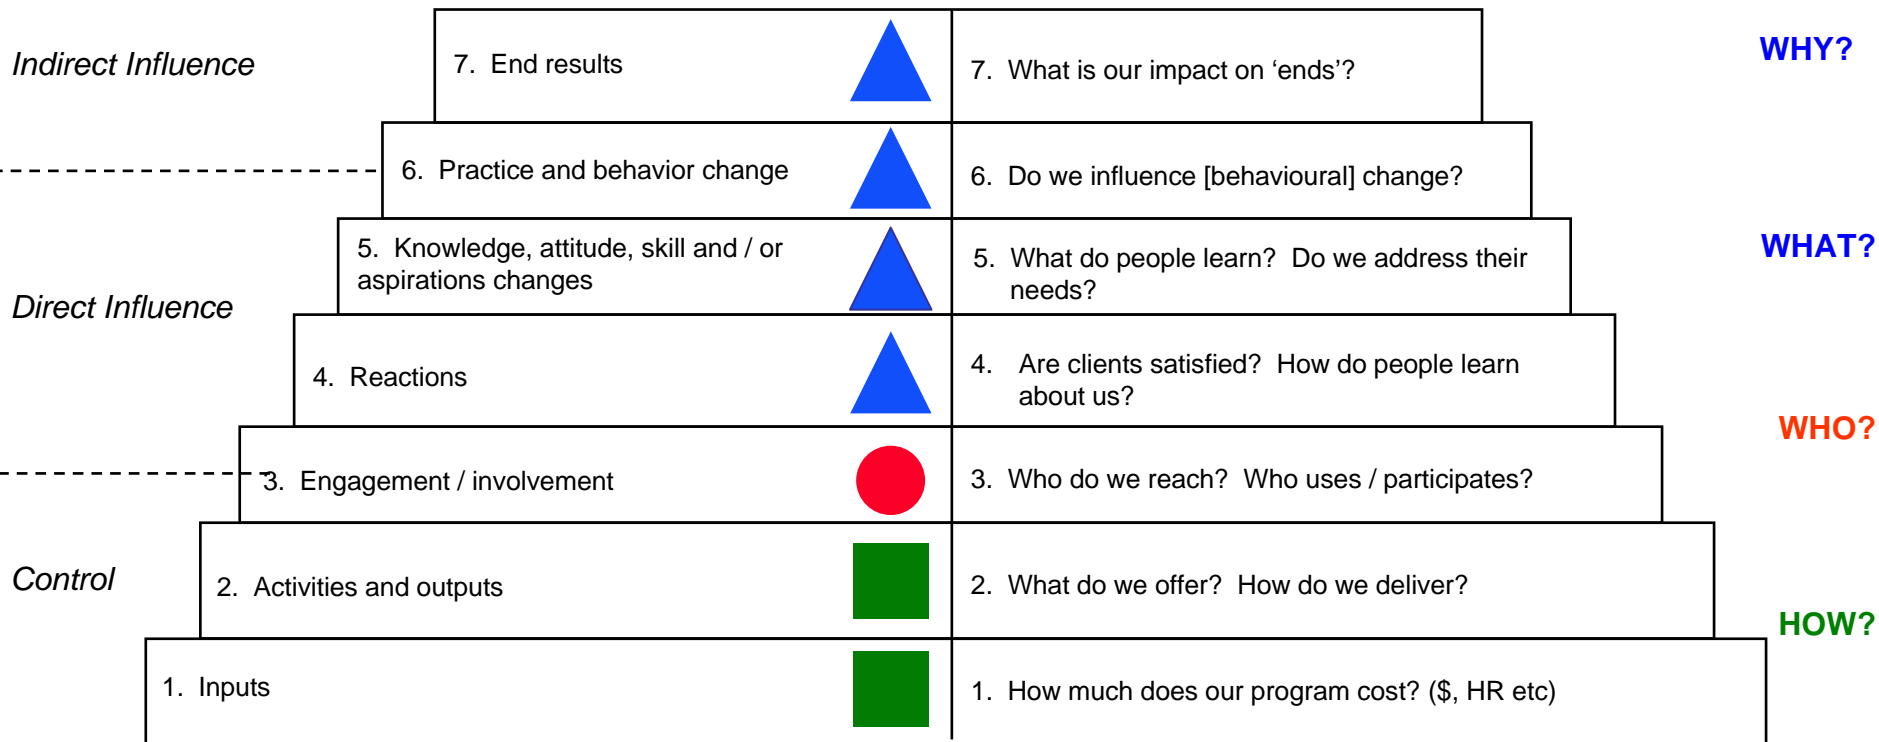 Indirect Influence
7.  End results
7.  What is our impact on ‘ends’?
WHY?
6.  Practice and behavior change
6.  Do we influence [behavioural] change?
5.  Knowledge, attitude, skill and / or
aspirations changes
5.  What do people learn?  Do we address their
needs?
WHAT?
Direct Influence
4.  Reactions
4.  Are clients satisfied?  How do people learn
about us?
WHO?
3.  Engagement / involvement
3.  Who do we reach?  Who uses / participates?
Control
2.  Activities and outputs
2.  What do we offer?  How do we deliver?
HOW?
1.  Inputs
1.  How much does our program cost? ($, HR etc)